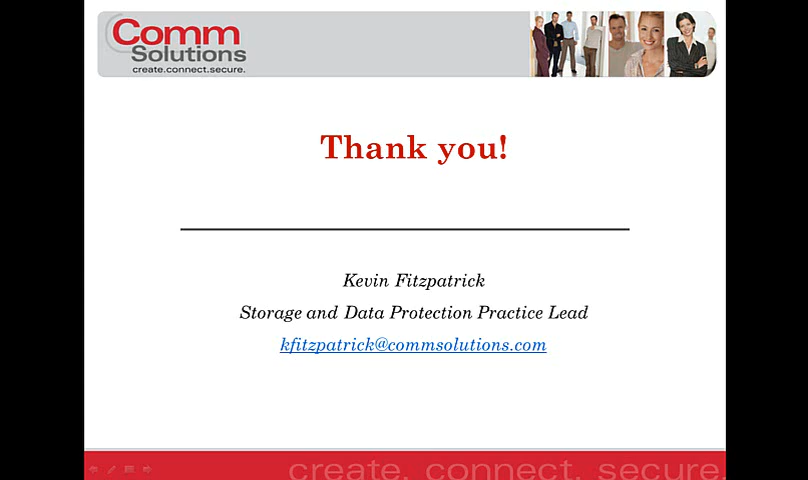 Comm
Solutions
create.connect.secure.
Thank you!
Kevin Fitzpatrick
Storage and Data Protection Practice Lead
kfitzpatrick@commsolutions.com
create. connect. secure.